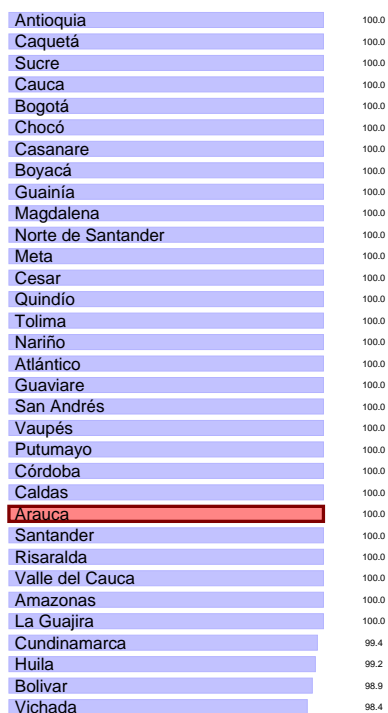 Antioquia 100.0
Caquetá 100.0
Sucre 100.0
Cauca 100.0
Bogotá 100.0
Chocó 100.0
Casanare 100.0
Boyacá 100.0
Guainía 100.0
Magdalena 100.0
Norte de Santander 100.0
Meta 100.0
Cesar 100.0
Quindío 100.0
Tolima 100.0
Nariño 100.0
Atlántico 100.0
Guaviare 100.0
San Andrés 100.0
Vaupés 100.0
Putumayo 100.0
Córdoba 100.0
Caldas 100.0
Arauca 100.0
Santander 100.0
Risaralda 100.0
Valle del Cauca 100.0
Amazonas 100.0
La Guajira 100.0
Cundinamarca 99.4
Huila 99.2
Bolivar 98.9
Vichada 98.4